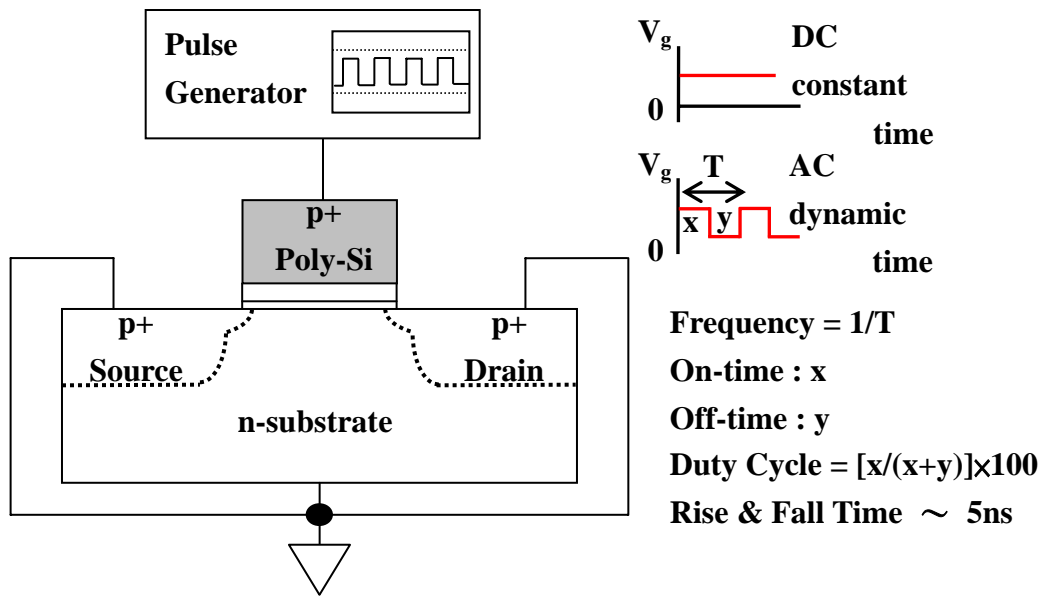 Pulse
Generator
p+
Poly-Si
p+
Source
p+
Drain
n-substrate
Vg
DC
constant
0
time
Vg
T
AC
x
y
dynamic
0
time
Frequency = 1/T
On-time : x
Off-time : y
Duty Cycle = [x/(x+y)]×100
Rise & Fall Time ～ 5ns